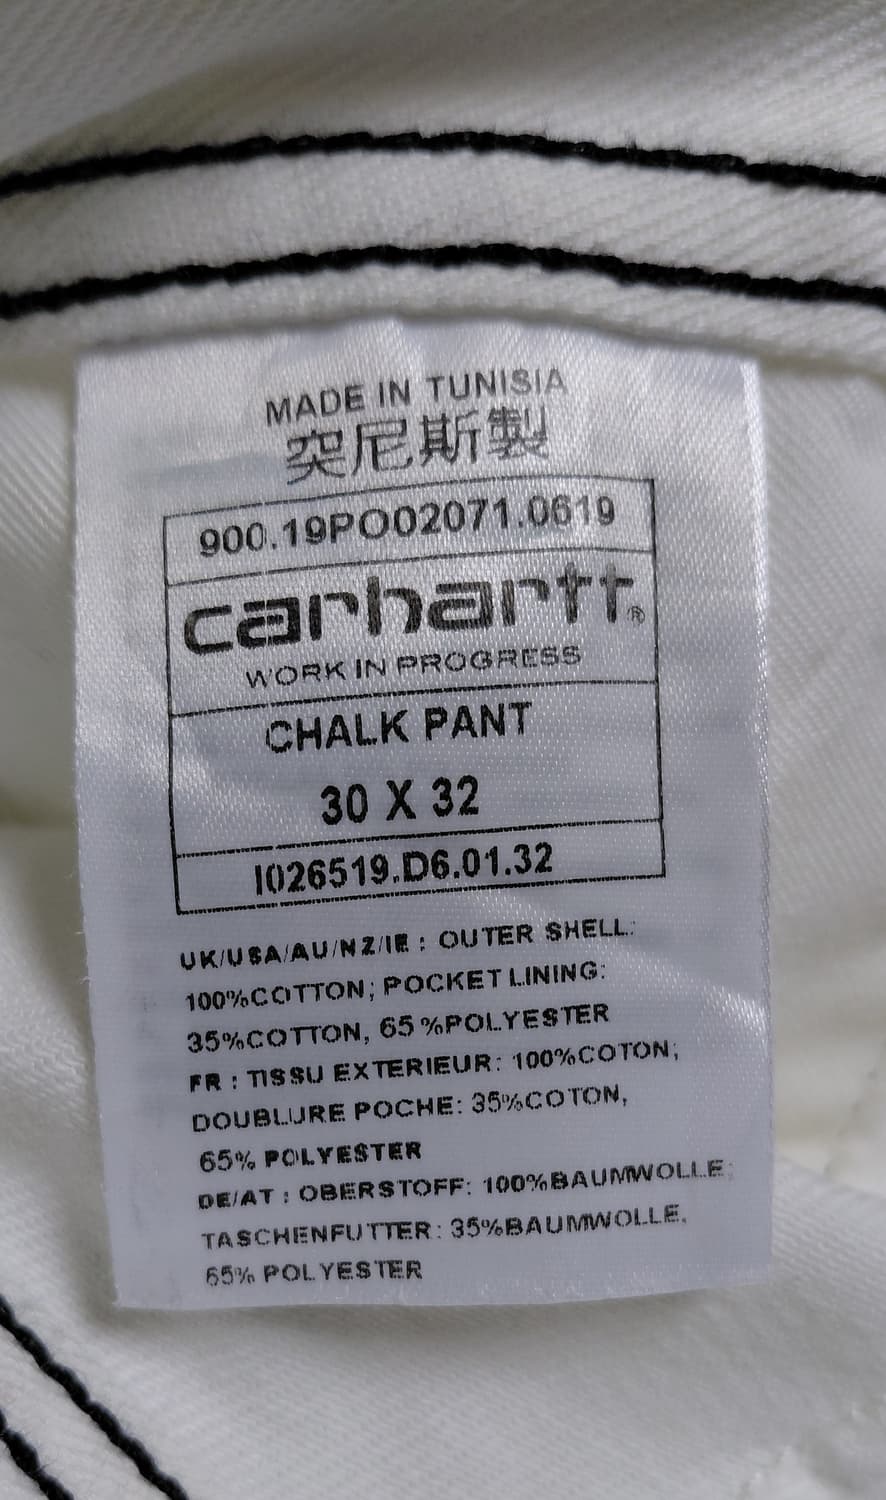 MADE IN TUNISIA
突尼斯製
900.19PO02071.0619
carhartt®
WORK IN PROGRESS
CHALK PANT
30 X 32
I026519.D6.01.32
UK/USA/AU/NZ/IE : OUTER SHELL:
100%COTTON; POCKET LINING:
35%COTTON, 65%POLYESTER
FR : TISSU EXTERIEUR: 100%COTON;
DOUBLURE POCHE: 35%COTON,
65% POLYESTER
DE/AT : OBERSTOFF: 100%BAUMWOLLE;
TASCHENFUTTER: 35%BAUMWOLLE,
65% POLYESTER